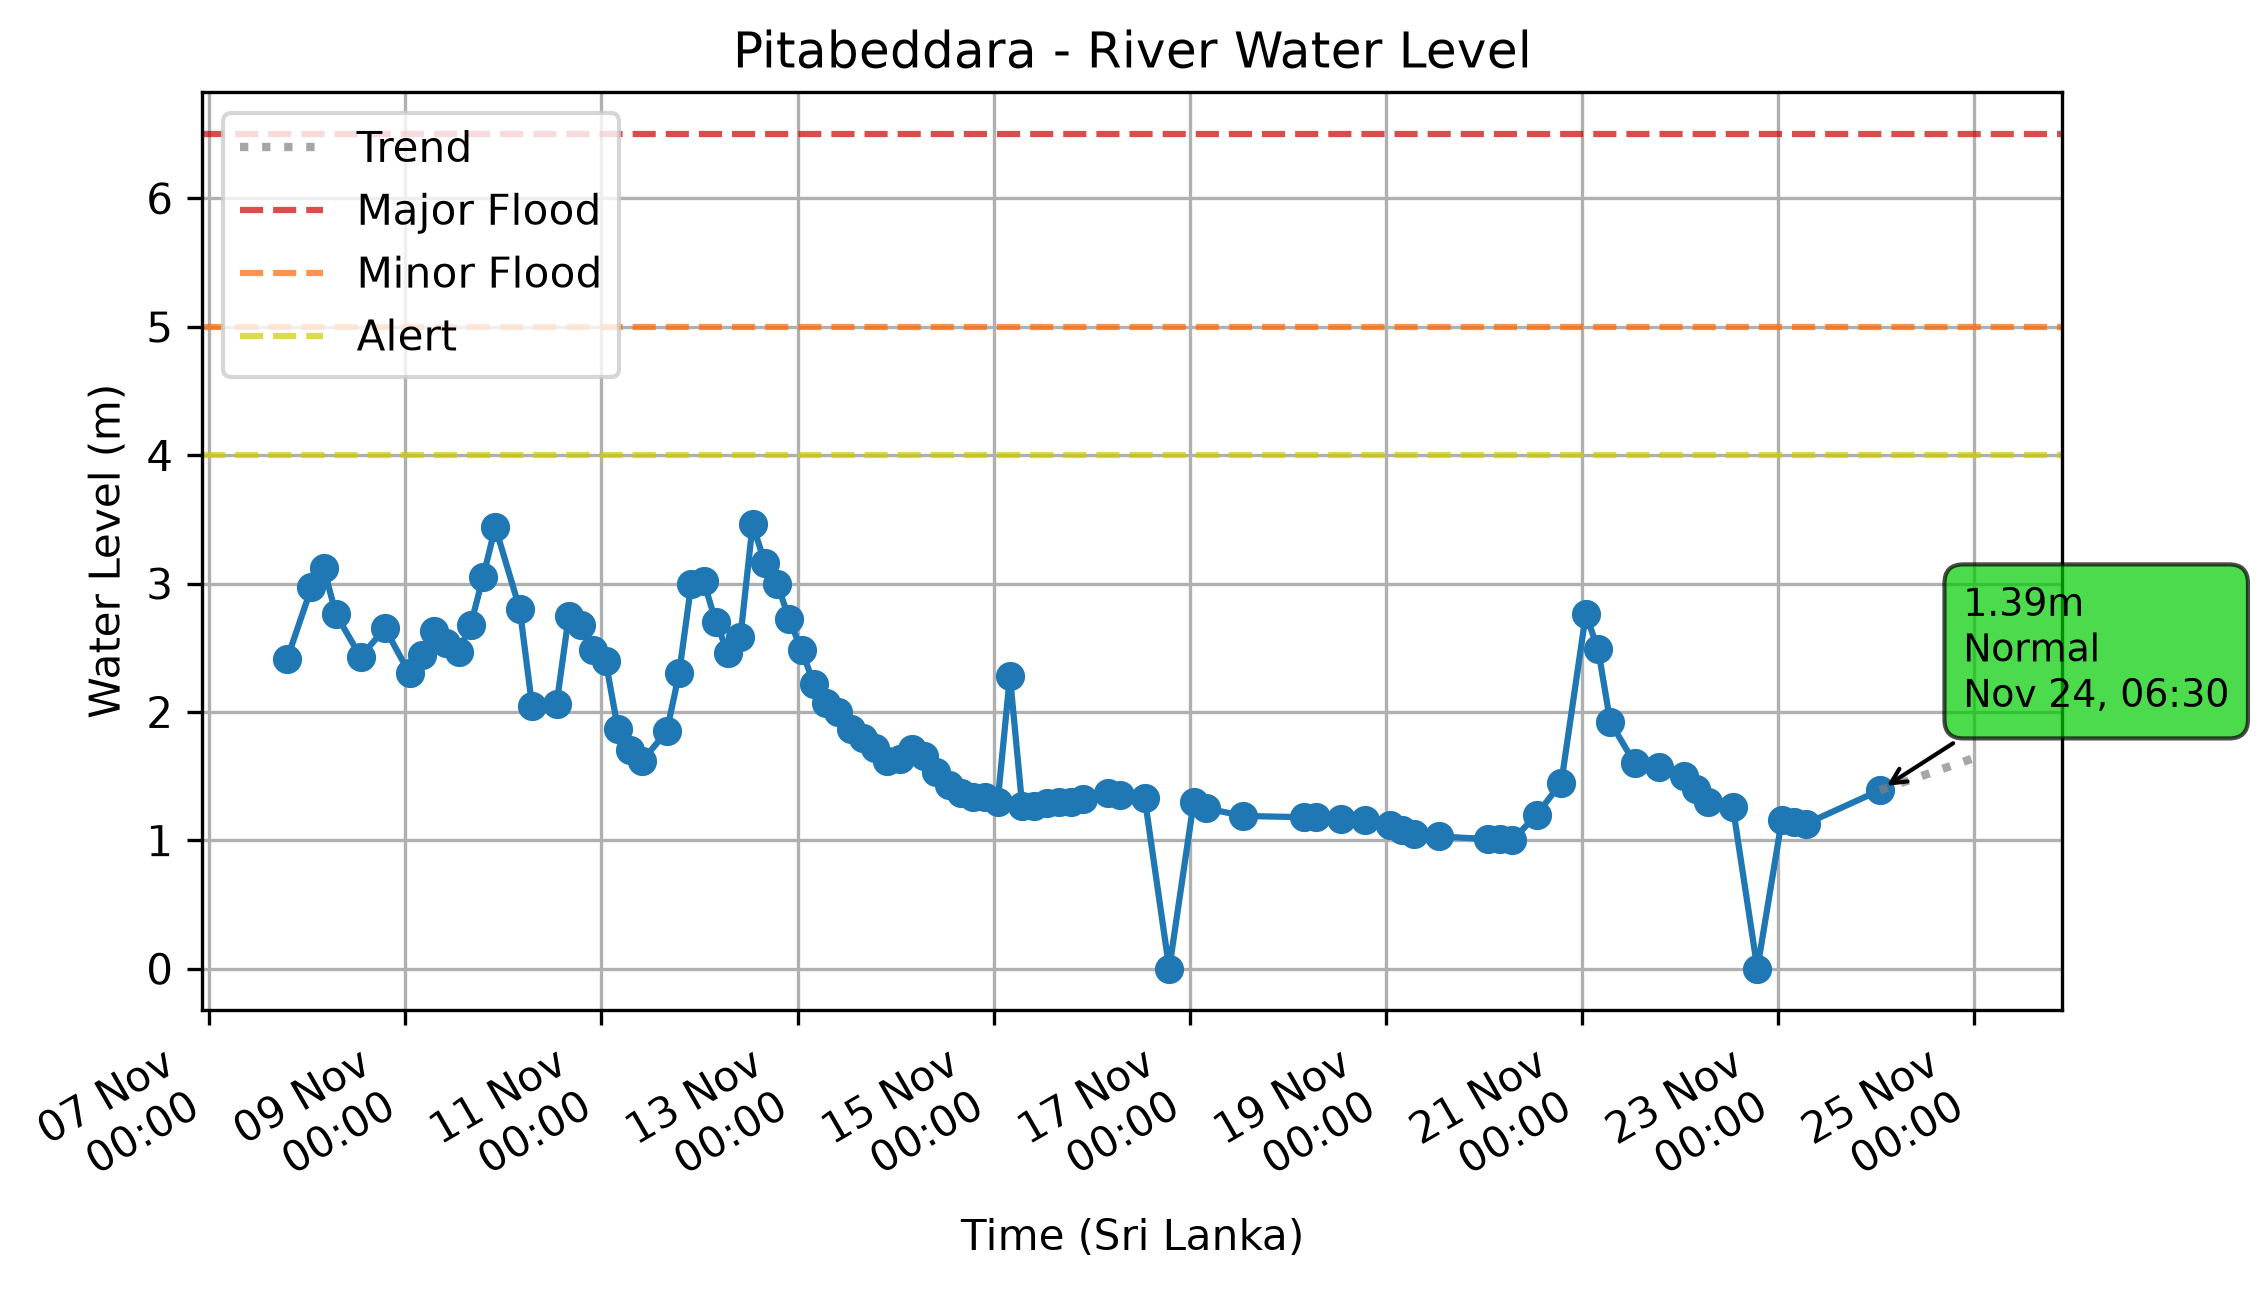 Pitabeddara - River Water Level
Trend
Major Flood
Minor Flood
Alert
Water Level (m)
6
5
4
3
2
1
0
1.39m
Normal
Nov 24, 06:30
07 Nov
00:00
09 Nov
00:00
11 Nov
00:00
13 Nov
00:00
15 Nov
00:00
17 Nov
00:00
19 Nov
00:00
21 Nov
00:00
23 Nov
00:00
25 Nov
00:00
Time (Sri Lanka)